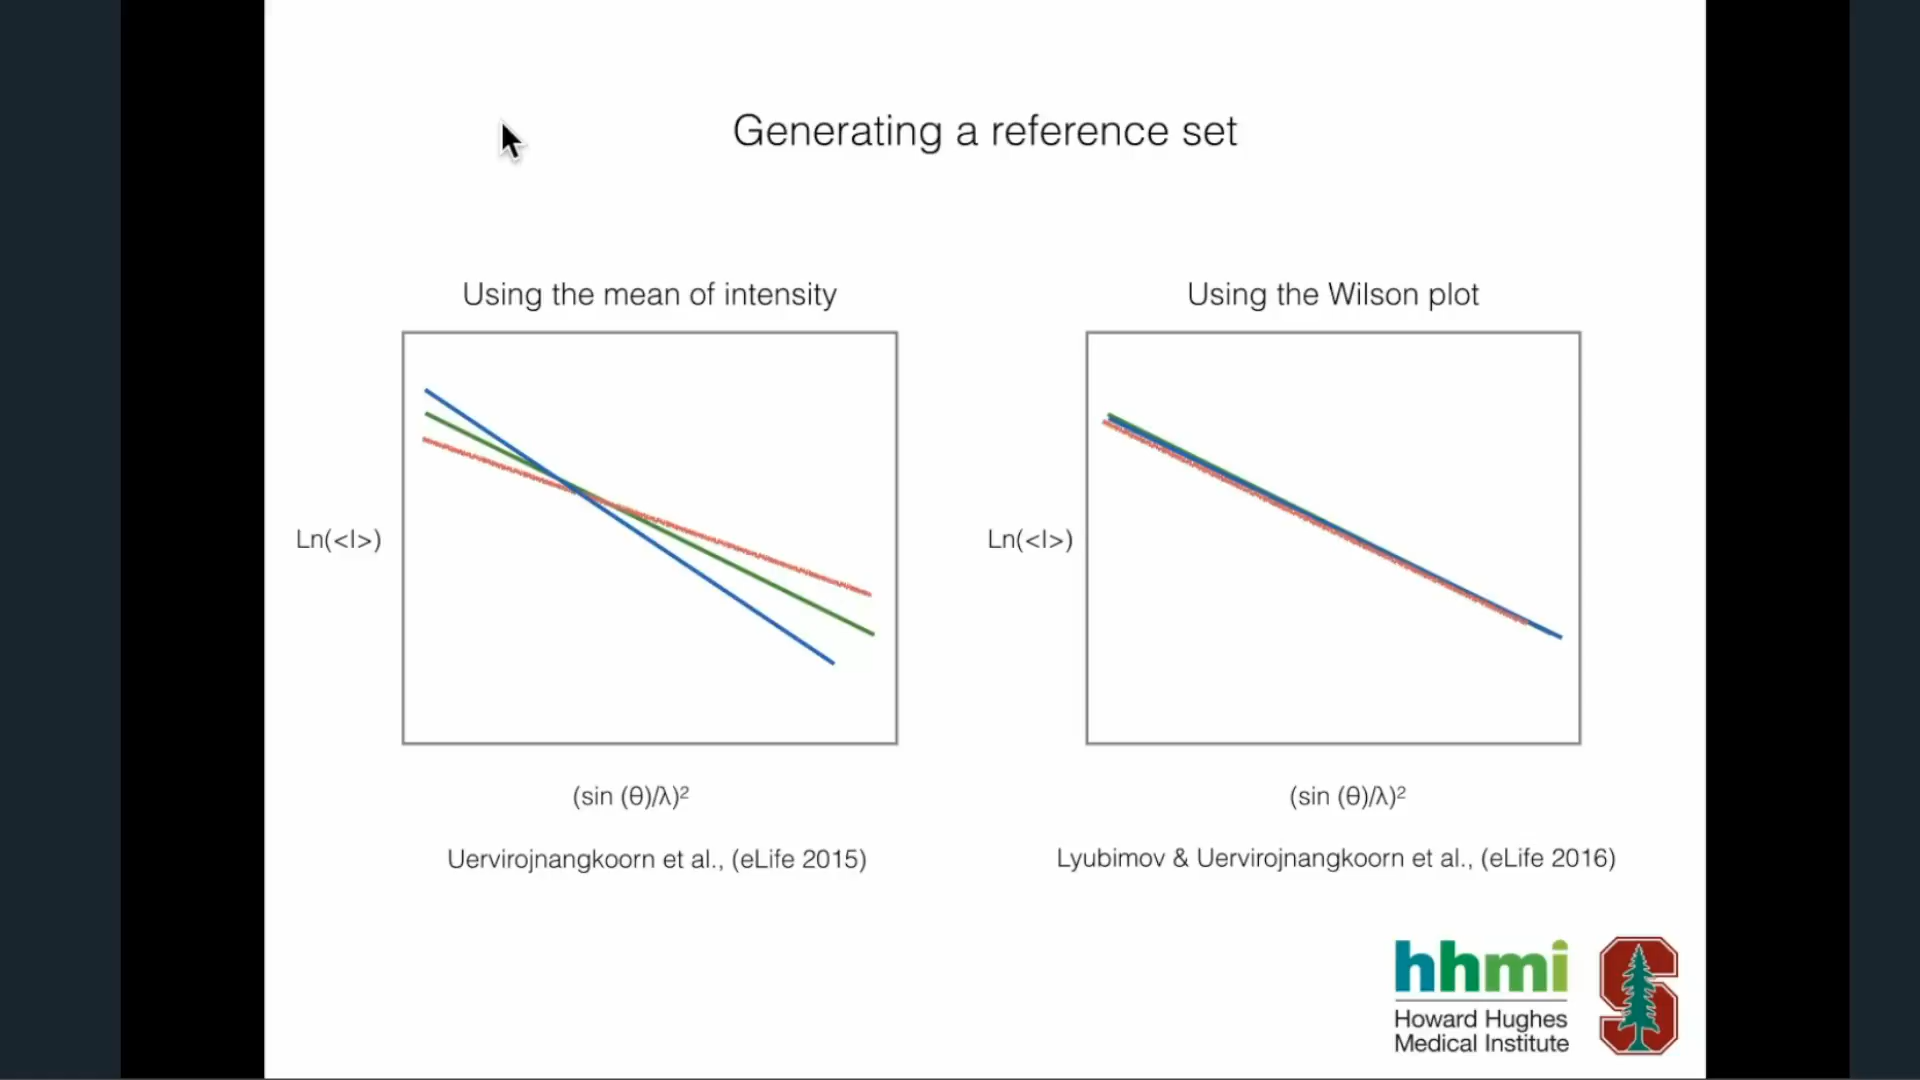 Generating a reference set
Using the mean of intensity
Ln(<I>)
(sin (θ)/λ)²
Uervirojnangkoorn et al., (eLife 2015)
Using the Wilson plot
Ln(<I>)
(sin (θ)/λ)²
Lyubimov & Uervirojnangkoorn et al., (eLife 2016)
hhmi
Howard Hughes
Medical Institute
S